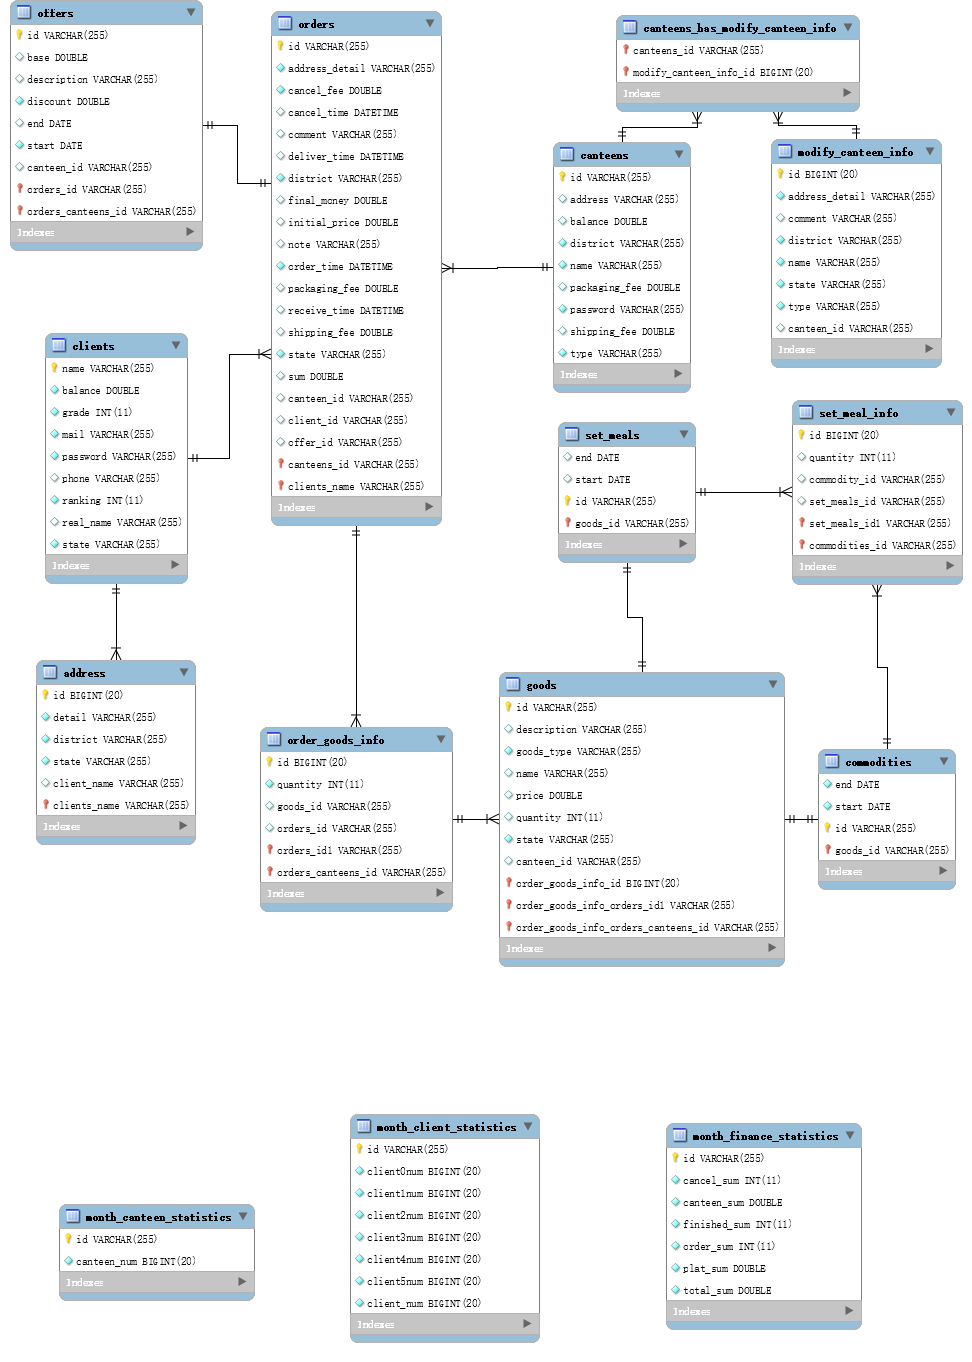 offers
id VARCHAR(255)
base DOUBLE
description VARCHAR(255)
discount DOUBLE
end DATE
start DATE
canteen_id VARCHAR(255)
orders_id VARCHAR(255)
orders_canteens_id VARCHAR(255)
Indexes
orders
id VARCHAR(255)
address_detail VARCHAR(255)
cancel_fee DOUBLE
cancel_time DATETIME
comment VARCHAR(255)
deliver_time DATETIME
district VARCHAR(255)
final_money DOUBLE
initial_price DOUBLE
note VARCHAR(255)
order_time DATETIME
packaging_fee DOUBLE
receive_time DATETIME
shipping_fee DOUBLE
state VARCHAR(255)
sum DOUBLE
canteen_id VARCHAR(255)
client_id VARCHAR(255)
offer_id VARCHAR(255)
canteens_id VARCHAR(255)
clients_name VARCHAR(255)
Indexes
canteens_has_modify_canteen_info
canteens_id VARCHAR(255)
modify_canteen_info_id BIGINT(20)
Indexes
canteens
id VARCHAR(255)
address VARCHAR(255)
balance DOUBLE
district VARCHAR(255)
name VARCHAR(255)
packaging_fee DOUBLE
password VARCHAR(255)
shipping_fee DOUBLE
type VARCHAR(255)
Indexes
modify_canteen_info
id BIGINT(20)
address_detail VARCHAR(255)
comment VARCHAR(255)
district VARCHAR(255)
name VARCHAR(255)
state VARCHAR(255)
type VARCHAR(255)
canteen_id VARCHAR(255)
Indexes
clients
name VARCHAR(255)
balance DOUBLE
grade INT(11)
mail VARCHAR(255)
password VARCHAR(255)
phone VARCHAR(255)
ranking INT(11)
real_name VARCHAR(255)
state VARCHAR(255)
Indexes
set_meals
end DATE
start DATE
id VARCHAR(255)
goods_id VARCHAR(255)
Indexes
set_meal_info
id BIGINT(20)
quantity INT(11)
commodity_id VARCHAR(255)
set_meals_id VARCHAR(255)
set_meals_id1 VARCHAR(255)
commodities_id VARCHAR(255)
Indexes
address
id BIGINT(20)
detail VARCHAR(255)
district VARCHAR(255)
state VARCHAR(255)
client_name VARCHAR(255)
clients_name VARCHAR(255)
Indexes
order_goods_info
id BIGINT(20)
quantity INT(11)
goods_id VARCHAR(255)
orders_id VARCHAR(255)
orders_id1 VARCHAR(255)
orders_canteens_id VARCHAR(255)
Indexes
goods
id VARCHAR(255)
description VARCHAR(255)
goods_type VARCHAR(255)
name VARCHAR(255)
price DOUBLE
quantity INT(11)
state VARCHAR(255)
canteen_id VARCHAR(255)
order_goods_info_id BIGINT(20)
order_goods_info_orders_id1 VARCHAR(255)
order_goods_info_orders_canteens_id VARCHAR(255)
Indexes
commodities
end DATE
start DATE
id VARCHAR(255)
goods_id VARCHAR(255)
Indexes
month_canteen_statistics
id VARCHAR(255)
canteen_num BIGINT(20)
Indexes
month_client_statistics
id VARCHAR(255)
client0num BIGINT(20)
client1num BIGINT(20)
client2num BIGINT(20)
client3num BIGINT(20)
client4num BIGINT(20)
client5num BIGINT(20)
client_num BIGINT(20)
Indexes
month_finance_statistics
id VARCHAR(255)
cancel_sum INT(11)
canteen_sum DOUBLE
finished_sum INT(11)
order_sum INT(11)
plat_sum DOUBLE
total_sum DOUBLE
Indexes